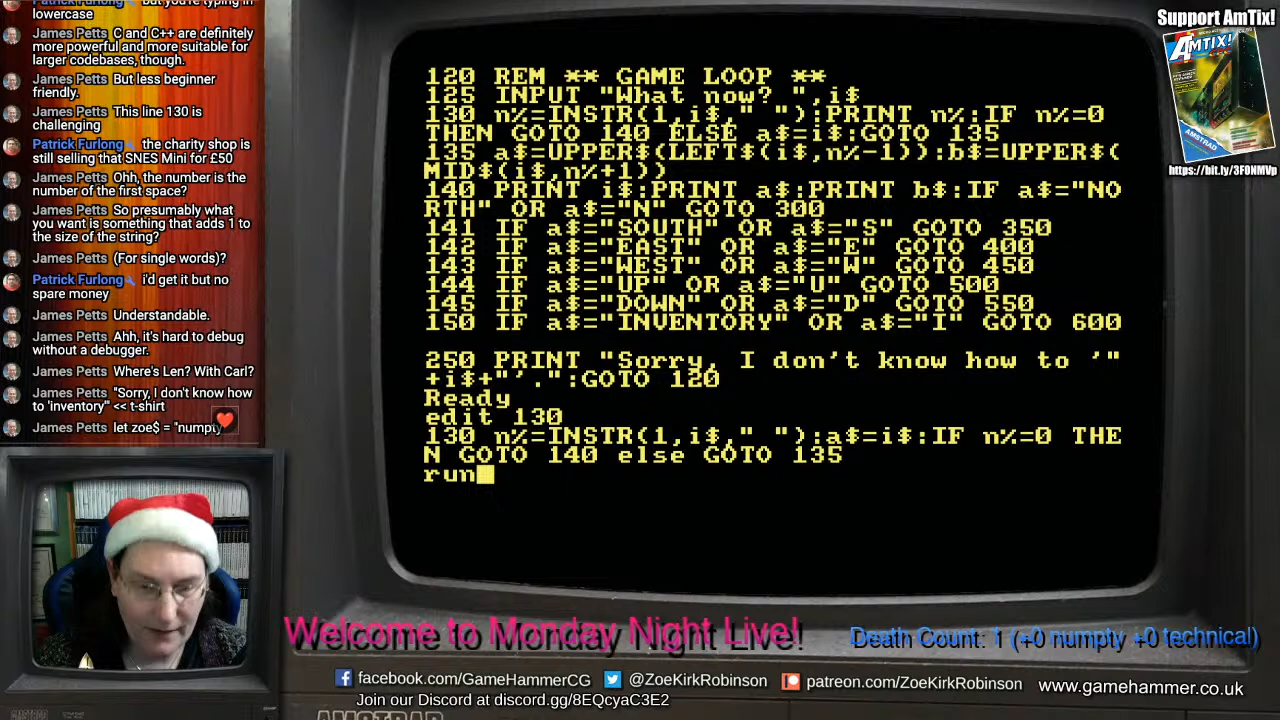 Patrick Furlong But you're typing in
lowercase
James Petts C and C++ are definitely
more powerful and more suitable for
larger codebases, though.
James Petts But less beginner
friendly.
James Petts This line 130 is
challenging
Patrick Furlong the charity shop is
still selling that SNES Mini for £50
James Petts Ohh, the number is the
number of the first space?
James Petts So presumably what
you want is something that adds 1 to
the size of the string?
James Petts (For single words)?
Patrick Furlong i'd get it but no
spare money
James Petts Understandable.
James Petts Ahh, it's hard to debug
without a debugger.
James Petts Where's Len? With Carl?
James Petts "Sorry, I don't know how
to 'inventory'" << t-shirt
James Petts let zoe$ = "numpty
120 REM ** GAME LOOP **
125 INPUT "What now? ",i$
130 n%=INSTR(1,i$," "):PRINT n%:IF n%=0
THEN GOTO 140 ELSE a$=i$:GOTO 135
135 a$=UPPER$(LEFT$(i$,n%-1)):b$=UPPER$(
MID$(i$,n%+1))
140 PRINT i$:PRINT a$:PRINT b$:IF a$="NO
RTH" OR a$="N" GOTO 300
141 IF a$="SOUTH" OR a$="S" GOTO 350
142 IF a$="EAST" OR a$="E" GOTO 400
143 IF a$="WEST" OR a$="W" GOTO 450
144 IF a$="UP" OR a$="U" GOTO 500
145 IF a$="DOWN" OR a$="D" GOTO 550
150 IF a$="INVENTORY" OR a$="I" GOTO 600
250 PRINT "Sorry, I don't know how to '"
+i$+"'.":GOTO 120
Ready
edit 130
130 n%=INSTR(1,i$," "):a$=i$:IF n%=0 THE
N GOTO 140 else GOTO 135
run
Support AmTix!
AMTIX!
AMSTRAD
https://bit.ly/3F0NMVp
Welcome to Monday Night Live!
Death Count: 1 (+0 numpty +0 technical)
facebook.com/GameHammerCG
@ZoeKirkRobinson
patreon.com/ZoeKirkRobinson
www.gamehammer.co.uk
Join our Discord at discord.gg/8EQcyaC3E2
AMSTRAD